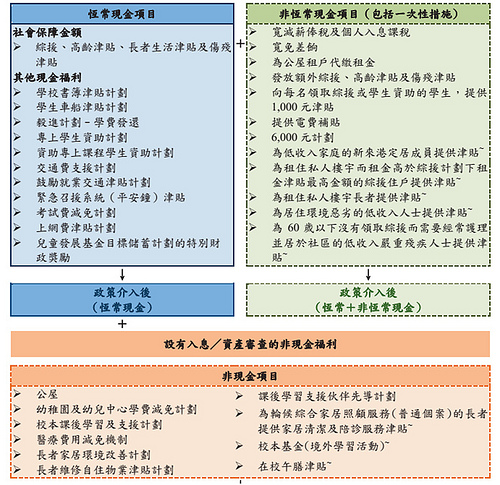 恆常現金項目
社會保障金額
綜援、高齡津貼、長者生活津貼及傷殘
津貼
其他現金福利
學校書簿津貼計劃
學生車船津貼計劃
毅進計劃－學費發還
專上學生資助計劃
資助專上課程學生資助計劃
交通費支援計劃
鼓勵就業交通津貼計劃
緊急召援系統（平安鐘）津貼
考試費減免計劃
上網費津貼計劃
兒童發展基金目標儲蓄計劃的特別財
政獎勵
+
非恆常現金項目（包括一次性措施）
寬減薪俸稅及個人入息課稅
寬免差餉
為公屋租戶代繳租金
發放額外綜援、高齡津貼及傷殘津貼
向每名領取綜援或學生資助的學生，提供
1,000 元津貼
提供電費補貼
6,000 元計劃
為低收入家庭的新來港定居成員提供津貼~
為租住私人樓宇而租金高於綜援計劃下租
金津貼最高金額的綜援住戶提供津貼~
為租住私人樓宇長者提供津貼~
為居住環境惡劣的低收入人士提供津貼~
為 60 歲以下沒有領取綜援而需要經常護理
並居於社區的低收入嚴重殘疾人士提供津
貼~
政策介入後
（恆常現金）
政策介入後
（恆常＋非恆常現金）
+
設有入息／資產審查的非現金福利
非現金項目
公屋
幼稚園及幼兒中心學費減免計劃
校本課後學習及支援計劃
醫療費用減免機制
長者家居環境改善計劃
長者維修自住物業津貼計劃
課後學習支援伙伴先導計劃
為輪候綜合家居照顧服務(普通個案)的長者
提供家居清潔及陪診服務津貼~
校本基金(境外學習活動)~
在校午膳津貼~